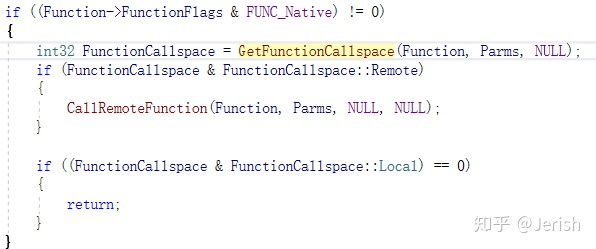 if ((Function->FunctionFlags & FUNC_Native) != 0)
{
int32 FunctionCallspace = GetFunctionCallspace(Function, Parms, NULL);
if (FunctionCallspace & FunctionCallspace::Remote)
{
CallRemoteFunction(Function, Parms, NULL, NULL);
}
if ((FunctionCallspace & FunctionCallspace::Local) == 0)
{
return;
}
}
知乎 @Jerish